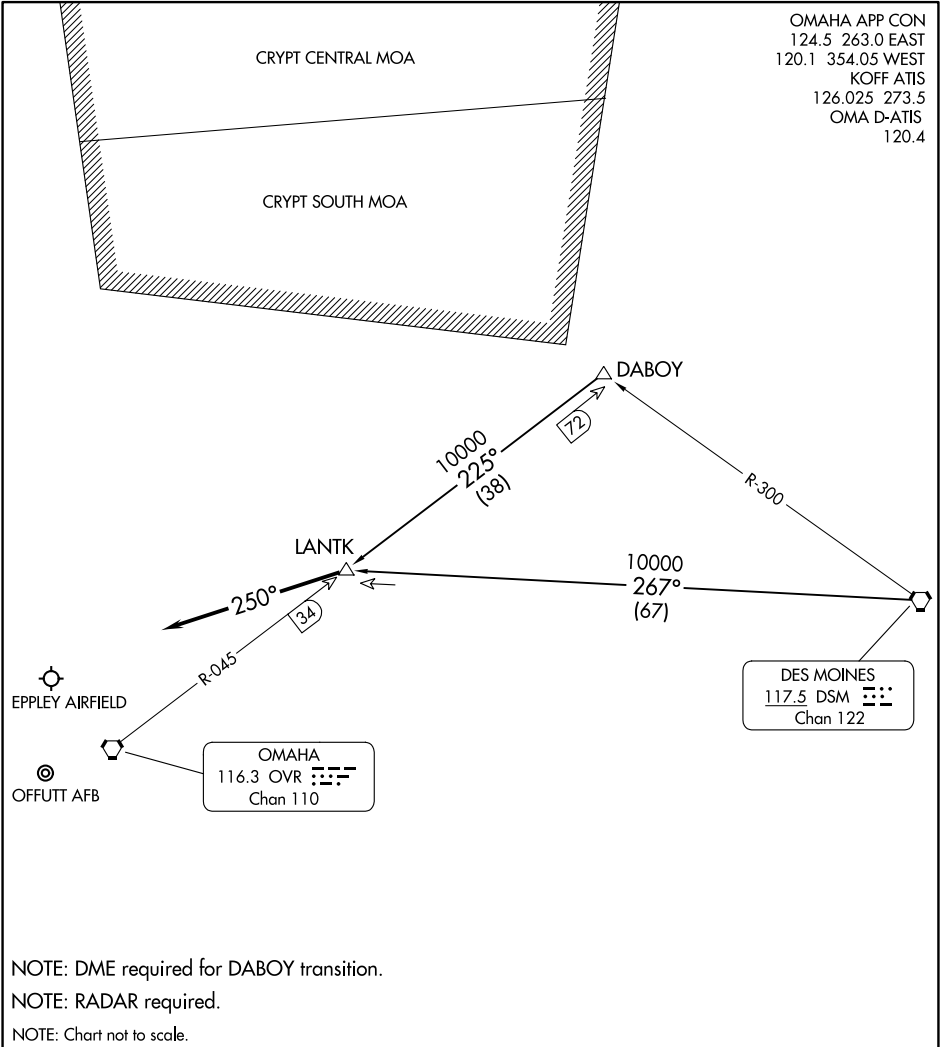 OMAHA APP CON
124.5 263.0 EAST
120.1 354.05 WEST
KOFF ATIS
126.025 273.5
OMA D-ATIS
120.4
CRYPT CENTRAL MOA
CRYPT SOUTH MOA
DABOY
72
10000
225°
(38)
R-300
LANTK
10000
267°
(67)
250°
34
R-045
EPPLEY AIRFIELD
DES MOINES
117.5 DSM
Chan 122
OMAHA
116.3 OVR
Chan 110
OFFUTT AFB
NOTE: DME required for DABOY transition.
NOTE: RADAR required.
NOTE: Chart not to scale.